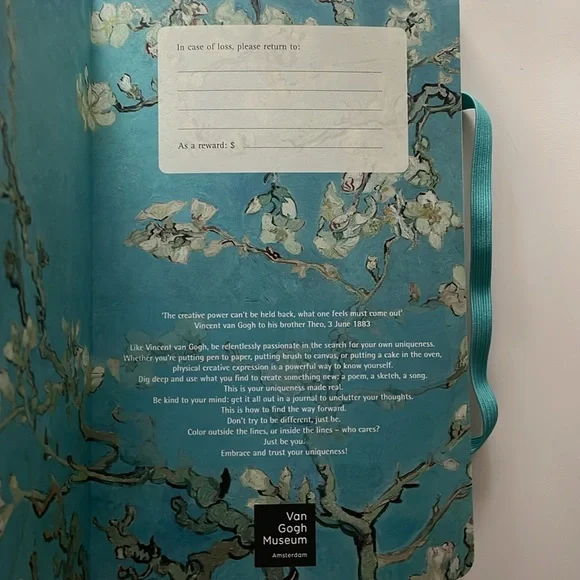 In case of loss, please return to:
As a reward: $
'The creative power can't be held back, what one feels must come out'
Vincent van Gogh to his brother Theo, 3 June 1883
Like Vincent van Gogh, be relentlessly passionate in the search for your own uniqueness.
Whether you're putting pen to paper, putting brush to canvas, or putting a cake in the oven,
physical creative expression is a powerful way to know yourself.
Dig deep and use what you find to create something new: a poem, a sketch, a song.
This is your uniqueness made real.
Be kind to your mind: get it all out in a journal to unclutter your thoughts.
This is how to find the way forward.
Don't try to be different, just be.
Color outside the lines, or inside the lines – who cares?
Just be you.
Embrace and trust your uniqueness!
Van
Gogh
Museum
Amsterdam